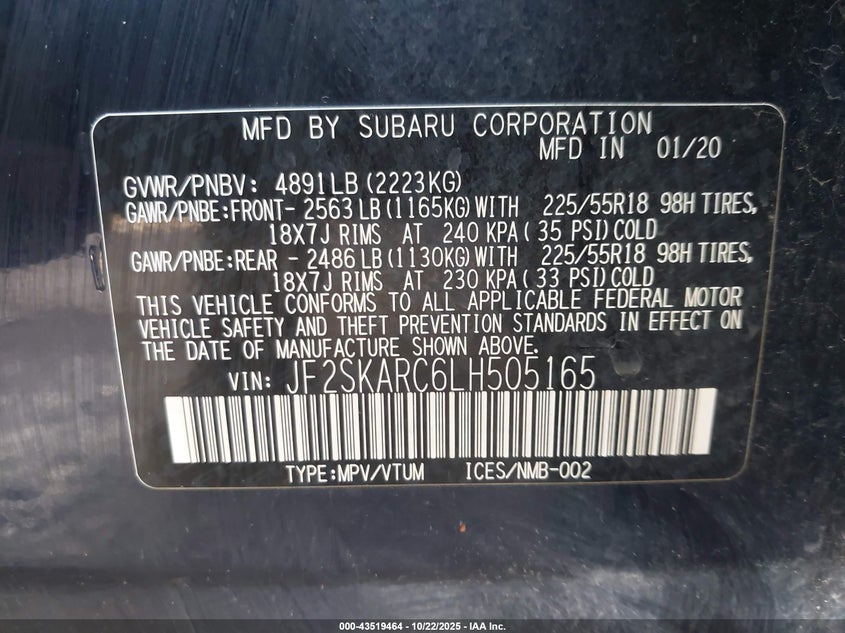 MFD BY SUBARU CORPORATION
MFD IN 01/20
GVWR/PNBV: 4891LB (2223KG)
GAWR/PNBE:FRONT- 2563 LB (1165KG) WITH 225/55R18 98H TIRES,
18X7J RIMS AT 240 KPA ( 35 PSI) COLD
GAWR/PNBE:REAR - 2486 LB (1130KG) WITH 225/55R18 98H TIRES,
18X7J RIMS AT 230 KPA ( 33 PSI) COLD
THIS VEHICLE CONFORMS TO ALL APPLICABLE FEDERAL MOTOR
VEHICLE SAFETY AND THEFT PREVENTION STANDARDS IN EFFECT ON
THE DATE OF MANUFACTURE SHOWN ABOVE.
VIN: JF2SKARC6LH505165
TYPE:MPV/VTUM ICES/NMB-002
000-43519464 - 10/22/2025 - IAA Inc.